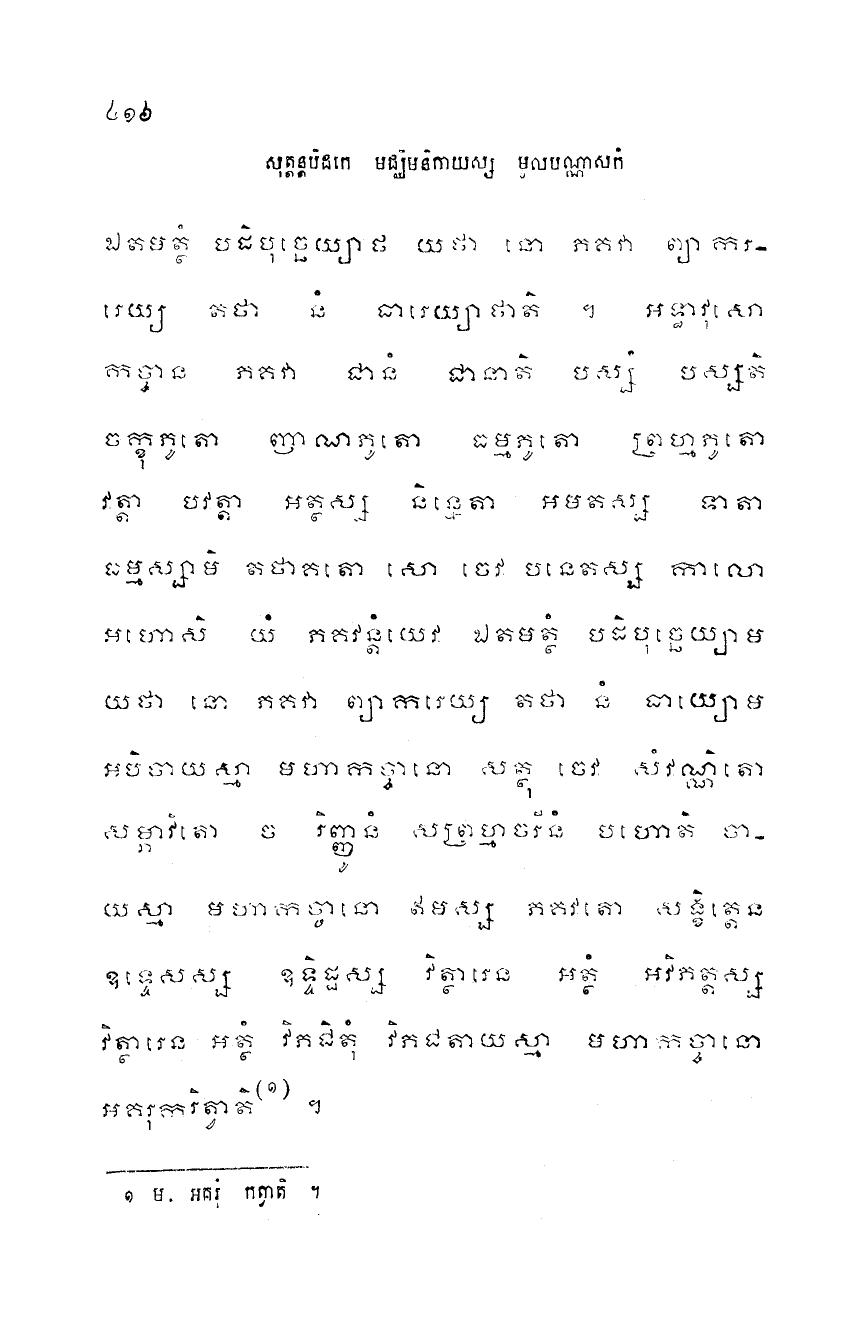 ៤១៦
សុត្តន្តបិដកេ មជ្ឈិមនិកាយស្ស មូលបណ្ណាសកំ
ឯតមត្ថំ បដិបុច្ឆេយ្យាថ យថា នោ ភគវា ព្យាករ-
រេយ្យ តថា នំ ធារេយ្យាថាតិ ។ អទ្ធាវុសោ
កច្ចាន ភគវា ជានំ ជានាតិ បស្សំ បស្សតិ
ចក្ខុភូតោ ញាណភូតោ ធម្មភូតោ ព្រហ្មភូតោ
វត្តា បវត្តា អត្ថស្ស និន្នេតា អមតស្ស ទាតា
ធម្មស្សាមិ តថាគតោ សោ ចេវ បនេតស្ស កាលោ
អហោសិ យំ ភគវន្តំយេវ ឯតមត្ថំ បដិបុច្ឆេយ្យាម
យថា នោ ភគវា ព្យាករេយ្យ តថា នំ ធាយ្យោម
អបិចាយស្មា មហាកច្ចានោ សត្ថុ ចេវ សំវណ្ណិតោ
សម្ភាវិតោ ច វិញ្ញូនំ សព្រហ្មចរីនំ បហោតិ ចា-
យស្មា មហាកច្ចានោ ឥមស្ស ភគវតោ សង្ខិត្តេន
ឧទ្ទេសស្ស ឧទ្ទិដ្ឋស្ស វិត្ថារេន អត្ថំ អវិភត្តស្ស
វិត្ថារេន អត្ថំ វិភជិតុំ វិភជតាយស្មា មហាកច្ចានោ
អគរុករិត្វាតិ(១) ។
១ ម. អគរុំ កត្វាតិ ។